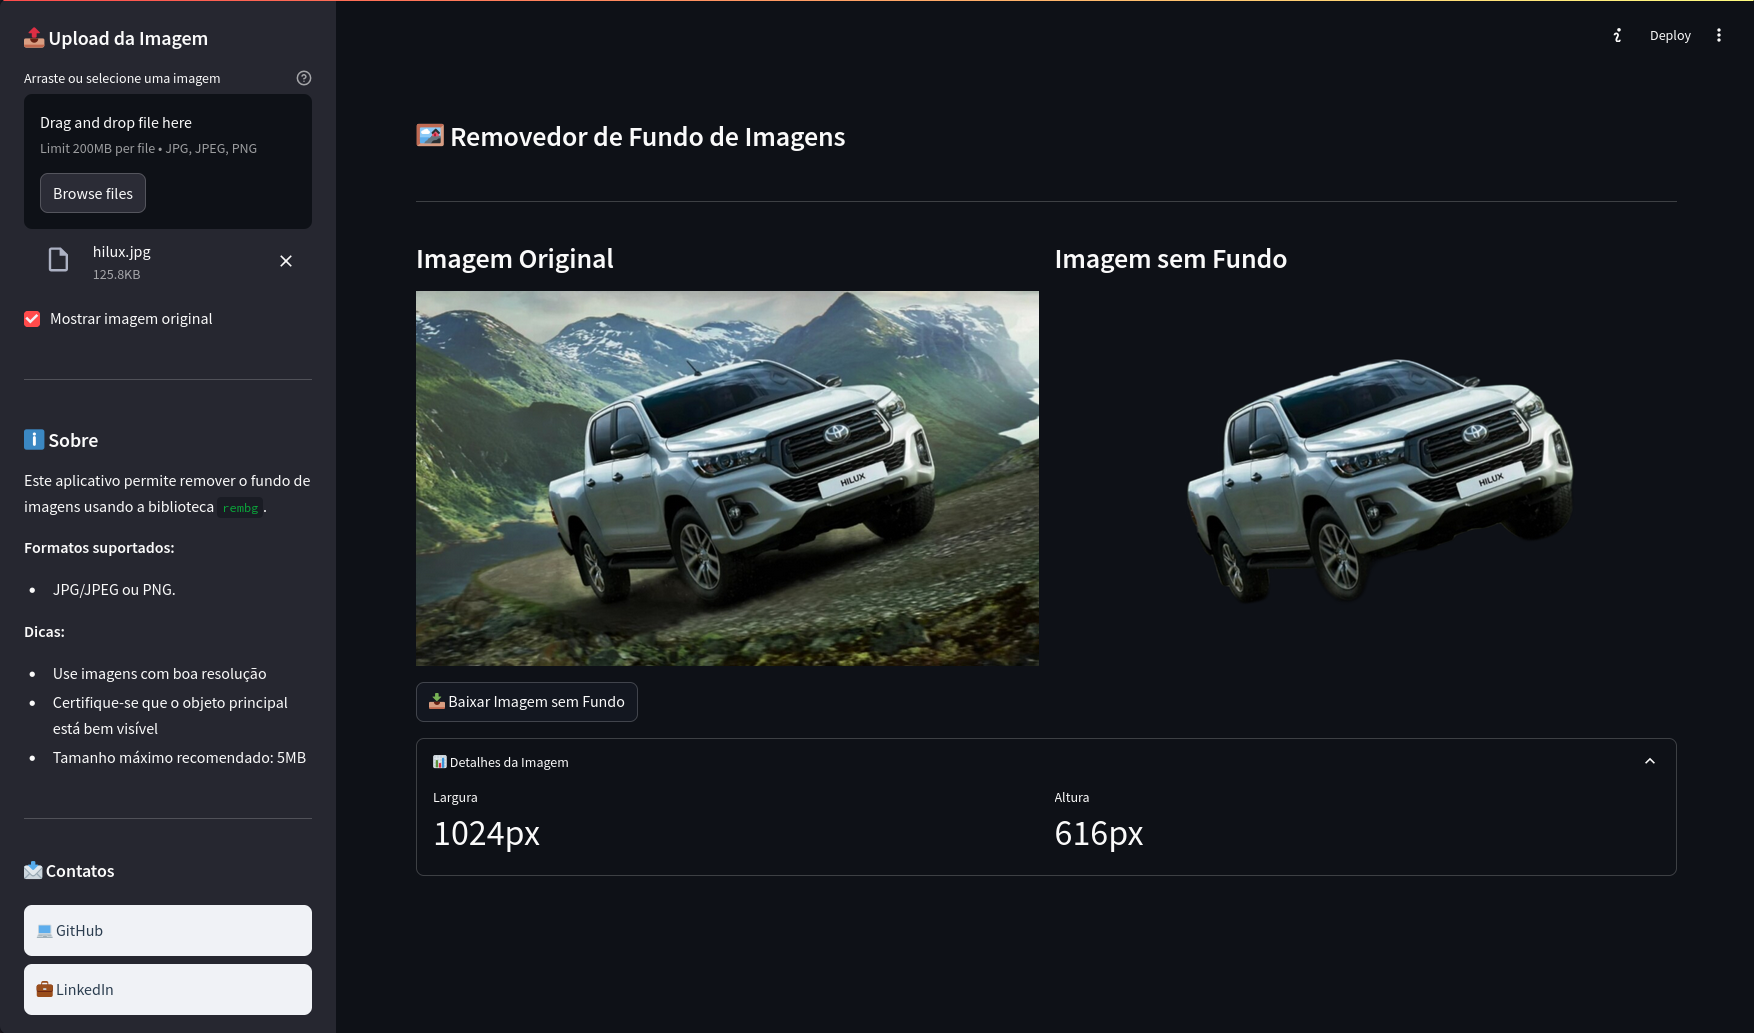 Upload da Imagem
Arraste ou selecione uma imagem
Drag and drop file here
Limit 200MB per file • JPG, JPEG, PNG
Browse files
hilux.jpg
125.8KB
Mostrar imagem original
Sobre
Este aplicativo permite remover o fundo de
imagens usando a biblioteca rembg.
Formatos suportados:
• JPG/JPEG ou PNG.
Dicas:
• Use imagens com boa resolução
• Certifique-se que o objeto principal
está bem visível
• Tamanho máximo recomendado: 5MB
Contatos
GitHub
LinkedIn
Deploy
Removedor de Fundo de Imagens
Imagem Original
HILUX
Imagem sem Fundo
HILUX
Baixar Imagem sem Fundo
Detalhes da Imagem
Largura
1024px
Altura
616px